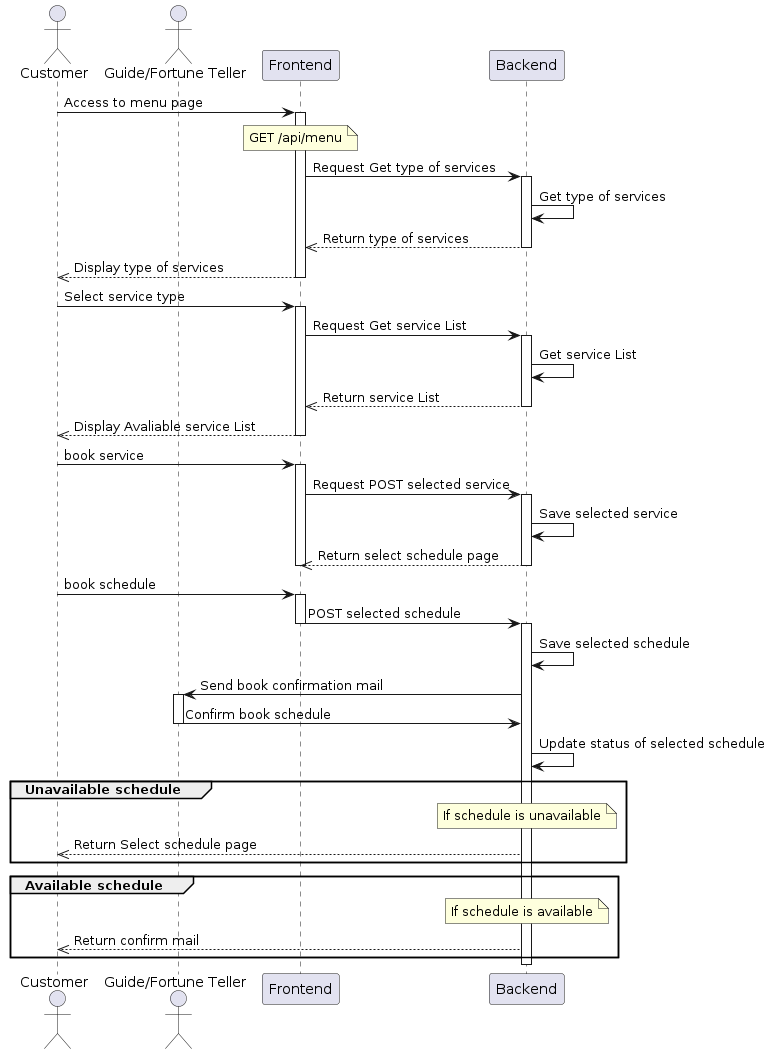 Customer
Guide/Fortune Teller
Frontend
Backend
Access to menu page
GET /api/menu
Request Get type of services
Get type of services
Return type of services
Display type of services
Select service type
Request Get service List
Get service List
Return service List
Display Avaliable service List
book service
Request POST selected service
Save selected service
Return select schedule page
book schedule
POST selected schedule
Save selected schedule
Send book confirmation mail
Confirm book schedule
Update status of selected schedule
Unavailable schedule
If schedule is unavailable
Return Select schedule page
Available schedule
If schedule is available
Return confirm mail
Customer
Guide/Fortune Teller
Frontend
Backend